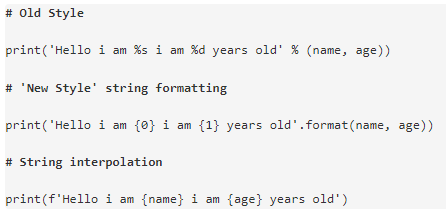 # Old Style
print('Hello i am %s i am %d years old' % (name, age))
# 'New Style' string formatting
print('Hello i am {0} i am {1} years old'.format(name, age))
# String interpolation
print(f'Hello i am {name} i am {age} years old')